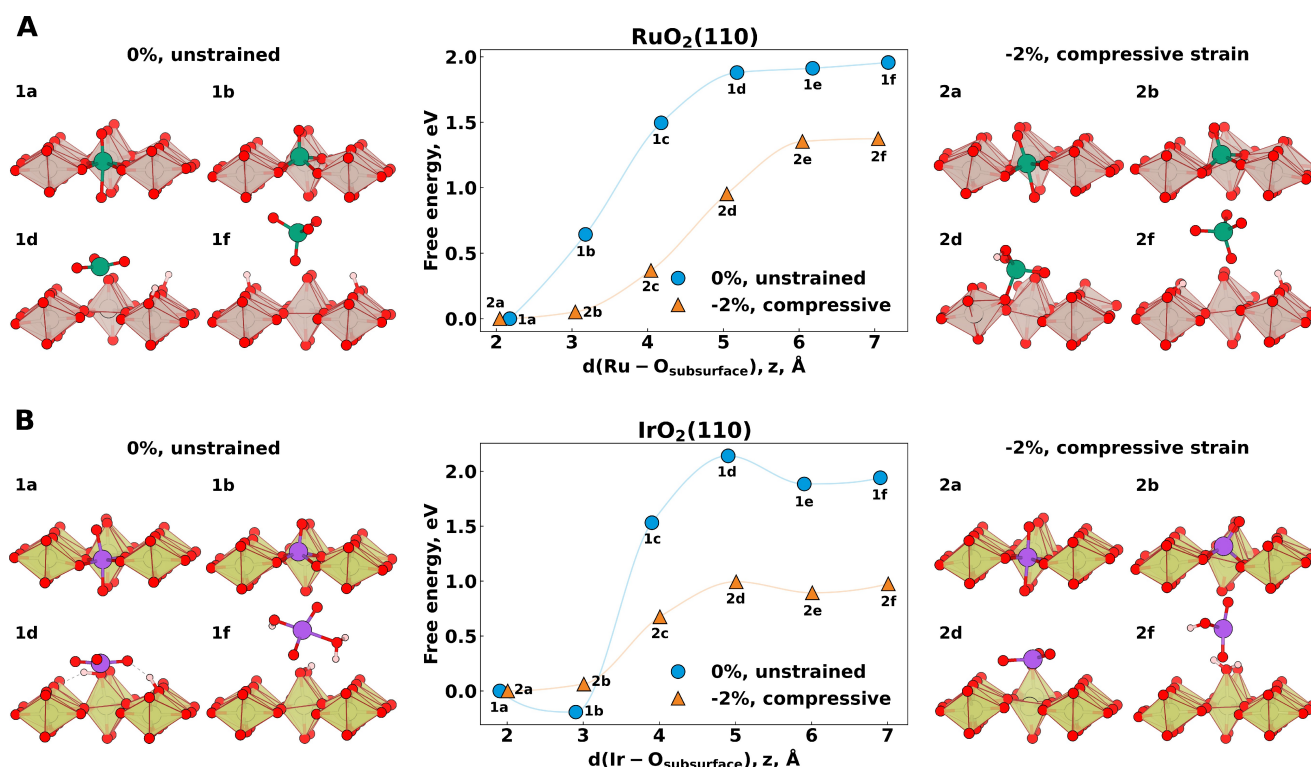 A
0%, unstrained
1a
1b
1d
1f
RuO2(110)
Free energy, eV
2.0
1.5
1.0
0.5
0.0
1a
1b
1c
1d
1e
1f
2a
2b
2c
2d
2e
2f
0%, unstrained
-2%, compressive
2 3 4 5 6 7
d(Ru − Osubsurface), z, Å
-2%, compressive strain
2a
2b
2d
2f
B
0%, unstrained
1a
1b
1d
1f
IrO2(110)
Free energy, eV
2.0
1.5
1.0
0.5
0.0
1a
1b
1c
1d
1e
1f
2a
2b
2c
2d
2e
2f
0%, unstrained
-2%, compressive
2 3 4 5 6 7
d(Ir − Osubsurface), z, Å
-2%, compressive strain
2a
2b
2d
2f